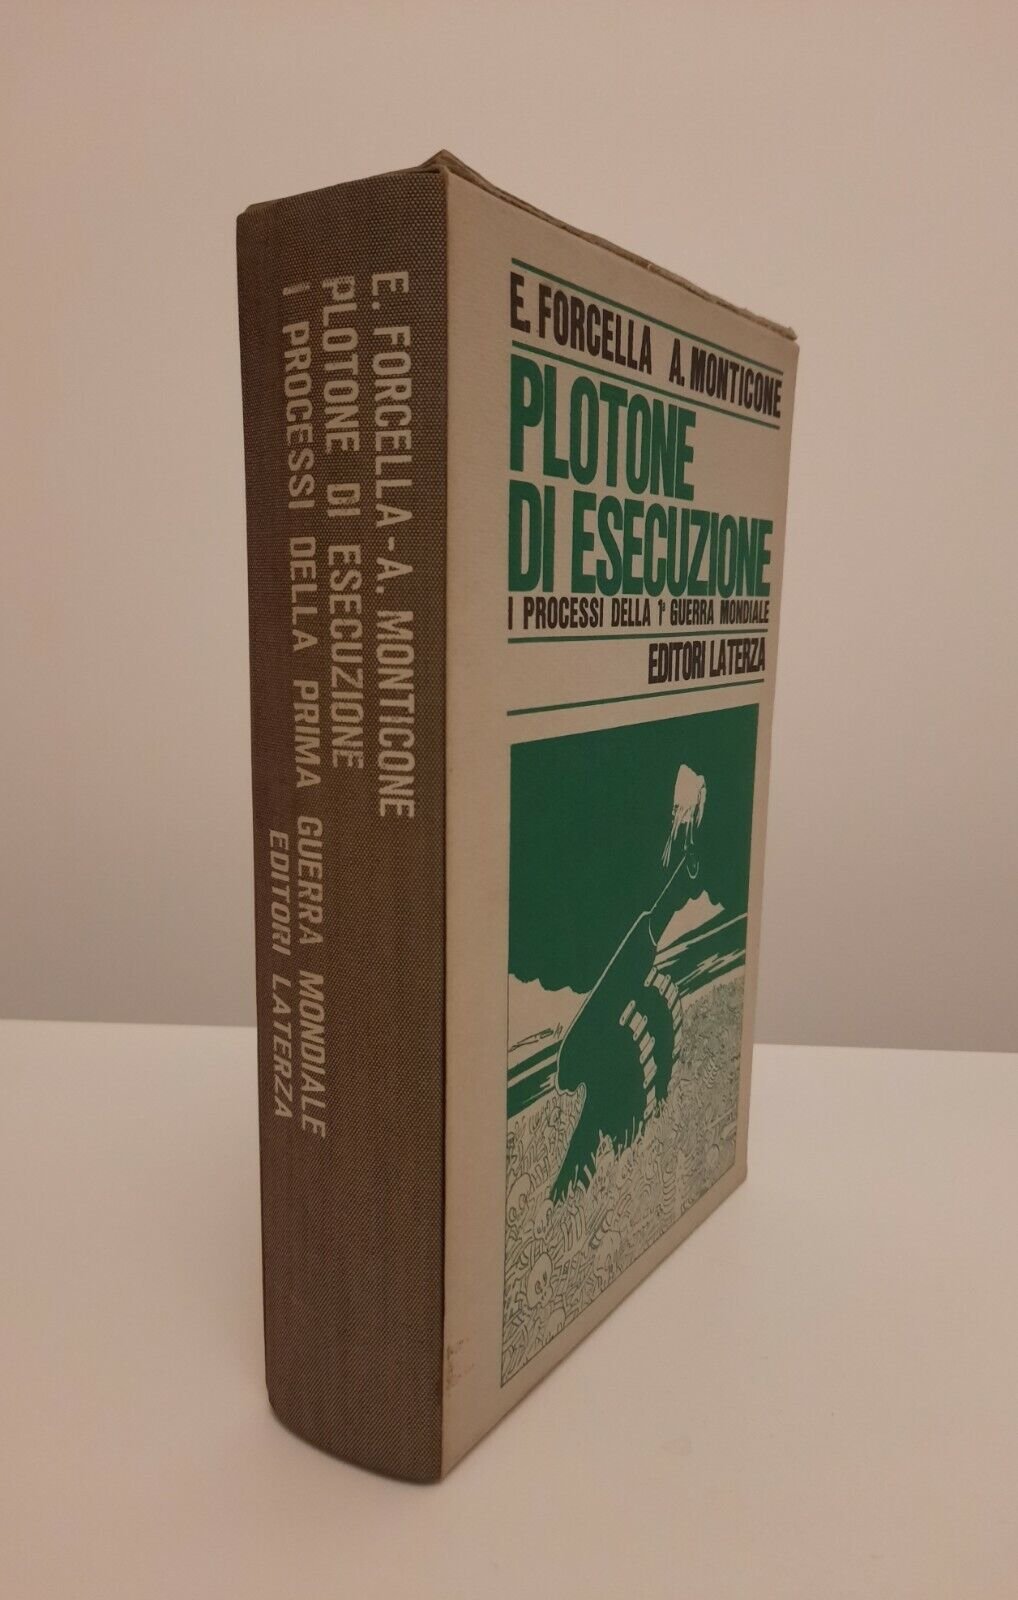 E. FORCELLA - A. MONTICONE
PLOTONE DI ESECUZIONE
I PROCESSI DELLA PRIMA GUERRA MONDIALE
EDITORI LATERZA
E. FORCELLA A. MONTICONE
PLOTONE
DI ESECUZIONE
I PROCESSI DELLA 1ª GUERRA MONDIALE
EDITORI LATERZA